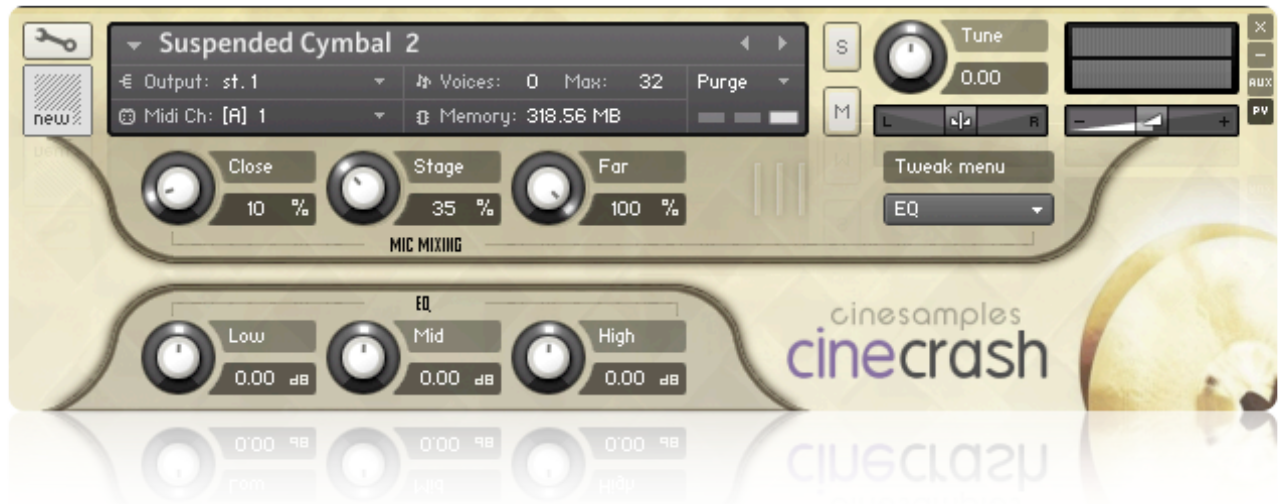 Suspended Cymbal 2
Output: st.1
Voices: 0 Max: 32
Purge
Midi Ch: [A] 1
Memory: 318.56 MB
new
S
M
Tune
0.00
L R
- +
X
-
AUX
PV
Close
10 %
Stage
35 %
Far
100 %
Tweak menu
EQ
MIC MIXING
EQ
Low
0.00 dB
Mid
0.00 dB
High
0.00 dB
cinesamples
cinecrash